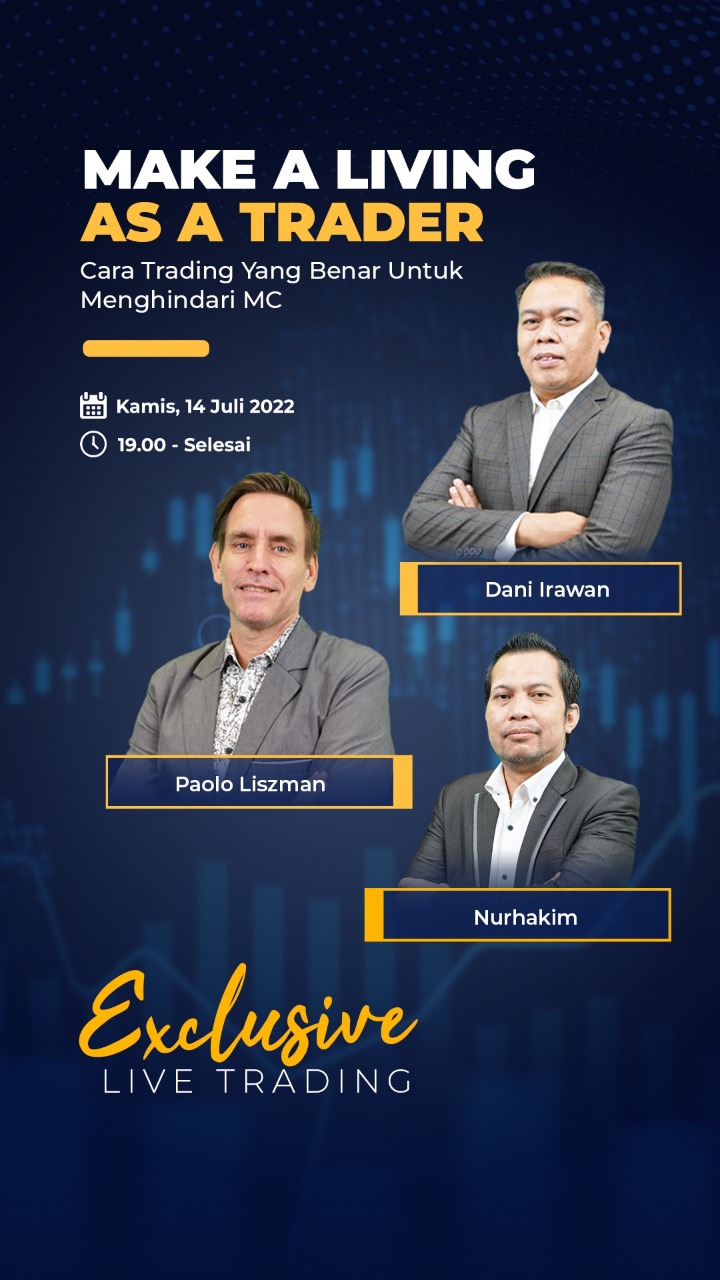 MAKE A LIVING
AS A TRADER
Cara Trading Yang Benar Untuk
Menghindari MC
Kamis, 14 Juli 2022
19.00 - Selesai
Dani Irawan
Paolo Liszman
Nurhakim
Exclusive
LIVE TRADING